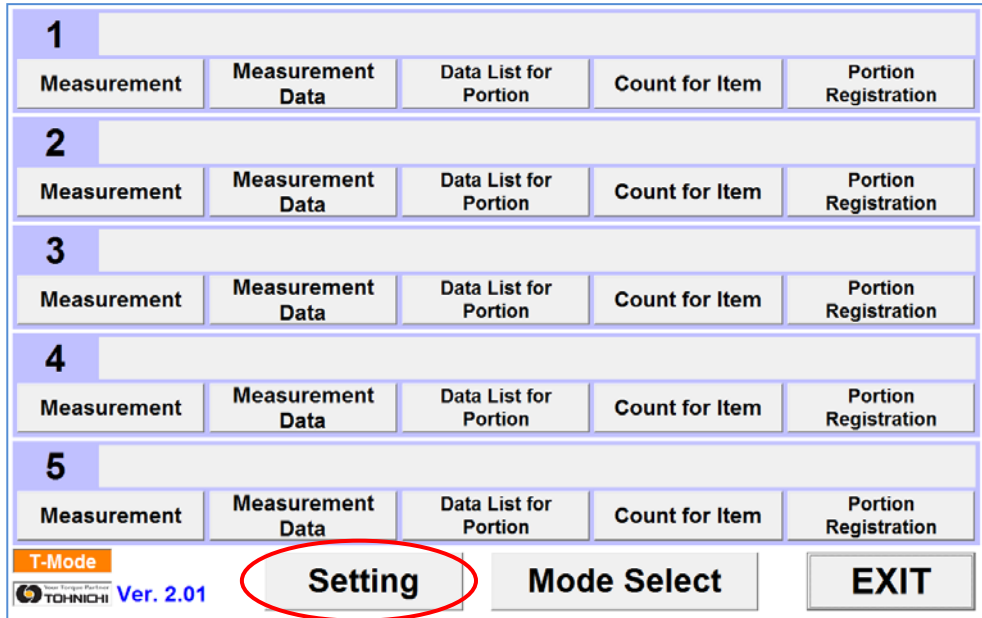 1
Measurement
Measurement
Data
Data List for
Portion
Count for Item
Portion
Registration
2
Measurement
Measurement
Data
Data List for
Portion
Count for Item
Portion
Registration
3
Measurement
Measurement
Data
Data List for
Portion
Count for Item
Portion
Registration
4
Measurement
Measurement
Data
Data List for
Portion
Count for Item
Portion
Registration
5
Measurement
Measurement
Data
Data List for
Portion
Count for Item
Portion
Registration
T-Mode
Your Torque Partner
TOHNICHI
Ver. 2.01
Setting
Mode Select
EXIT